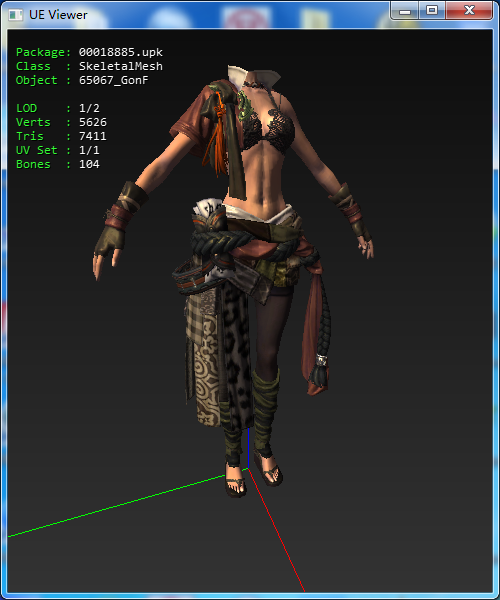 UE Viewer
Package: 00018885.upk
Class : SkeletalMesh
Object : 65067_GonF
LOD : 1/2
Verts : 5626
Tris : 7411
UV Set : 1/1
Bones : 104